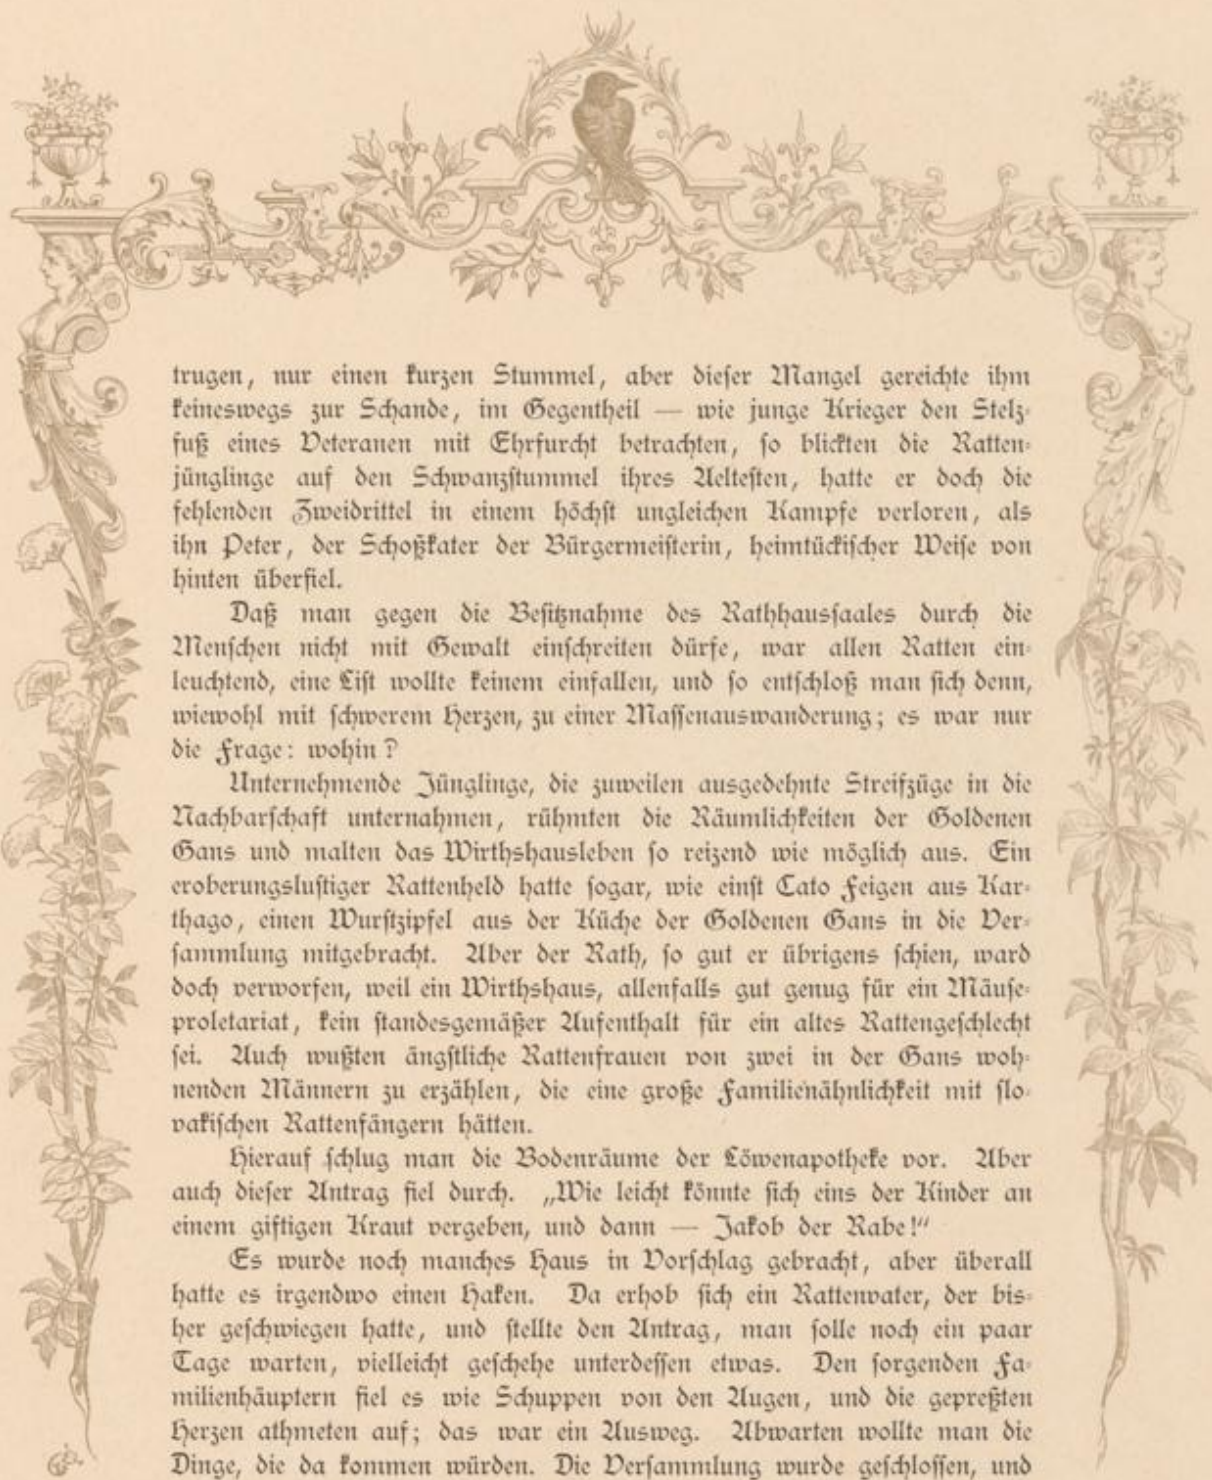 trugen, nur einen kurzen Stummel, aber dieser Mangel gereichte ihm
keineswegs zur Schande, im Gegentheil — wie junge Krieger den Stelz-
fuß eines Veteranen mit Ehrfurcht betrachten, so blickten die Ratten-
jünglinge auf den Schwanzstummel ihres Aeltesten, hatte er doch die
fehlenden Zweidrittel in einem höchst ungleichen Kampfe verloren, als
ihn Peter, der Schoßkater der Bürgermeisterin, heimtückischer Weise von
hinten überfiel.
Daß man gegen die Besitznahme des Rathhaussaales durch die
Menschen nicht mit Gewalt einschreiten dürfe, war allen Ratten ein-
leuchtend, eine List wollte keinem einfallen, und so entschloß man sich denn,
wiewohl mit schwerem Herzen, zu einer Massenauswanderung; es war nur
die Frage: wohin?
Unternehmende Jünglinge, die zuweilen ausgedehnte Streifzüge in die
Nachbarschaft unternahmen, rühmten die Räumlichkeiten der Goldenen
Gans und malten das Wirthshausleben so reizend wie möglich aus. Ein
eroberungslustiger Rattenheld hatte sogar, wie einst Cato Feigen aus Kar-
thago, einen Wurstzipfel aus der Küche der Goldenen Gans in die Ver-
sammlung mitgebracht. Aber der Rath, so gut er übrigens schien, ward
doch verworfen, weil ein Wirthshaus, allenfalls gut genug für ein Mäuse-
proletariat, kein standesgemäßer Aufenthalt für ein altes Rattengeschlecht
sei. Auch wußten ängstliche Rattenfrauen von zwei in der Gans woh-
nenden Männern zu erzählen, die eine große Familienähnlichkeit mit slo-
vakischen Rattenfängern hätten.
Hierauf schlug man die Bodenräume der Löwenapotheke vor. Aber
auch dieser Antrag fiel durch. „Wie leicht könnte sich eins der Kinder an
einem giftigen Kraut vergeben, und dann — Jakob der Rabe!“
Es wurde noch manches Haus in Vorschlag gebracht, aber überall
hatte es irgendwo einen Haken. Da erhob sich ein Rattenvater, der bis-
her geschwiegen hatte, und stellte den Antrag, man solle noch ein paar
Tage warten, vielleicht geschehe unterdessen etwas. Den sorgenden Fa-
milienhäuptern fiel es wie Schuppen von den Augen, und die gepreßten
Herzen athmeten auf; das war ein Ausweg. Abwarten wollte man die
Dinge, die da kommen würden. Die Versammlung wurde geschlossen, und